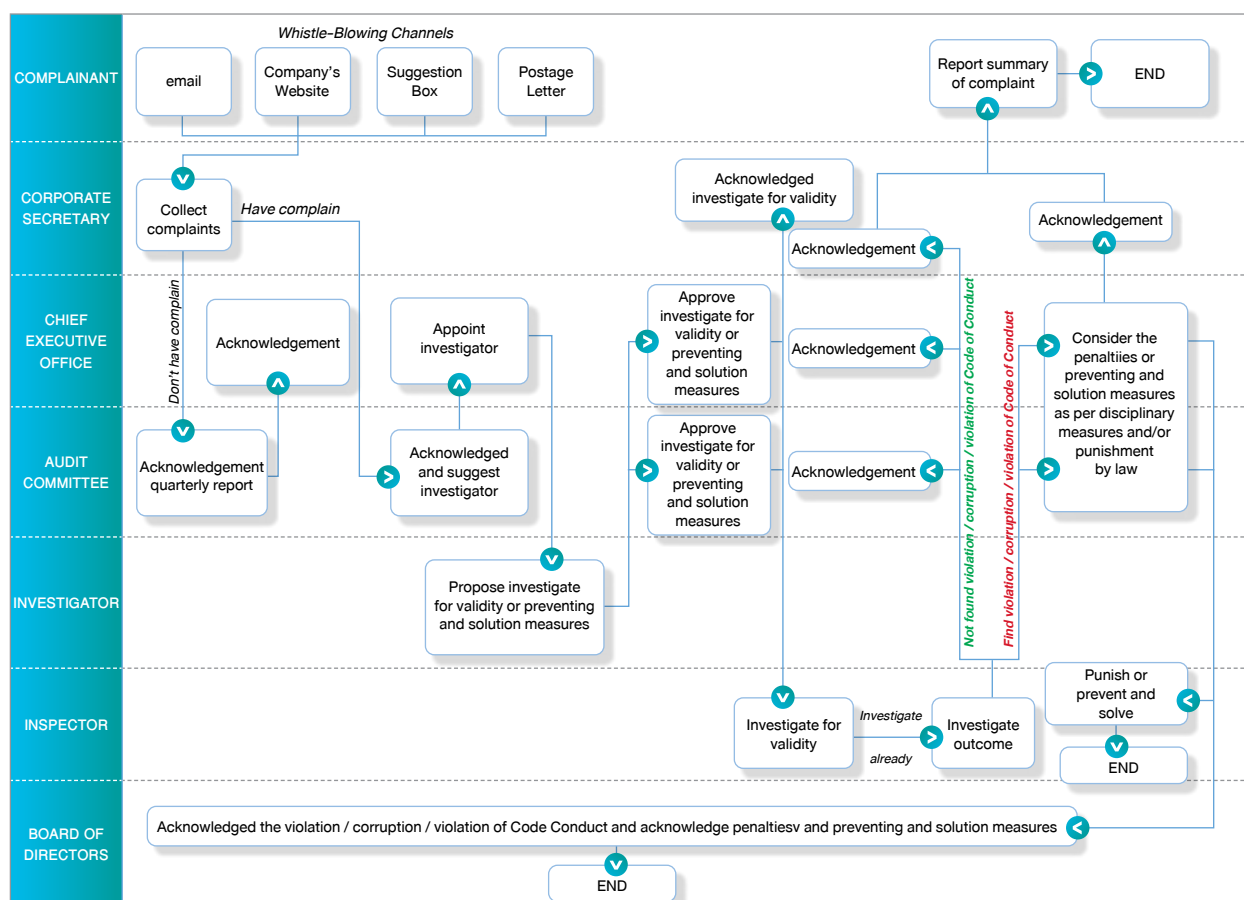 Whistle-Blowing Channels
COMPLAINANT
email
Company's
Website
Suggestion
Box
Postage
Letter
Report summary
of complaint
END
CORPORATE
SECRETARY
Collect
complaints
Have complain
Acknowledged
investigate for validity
Acknowledgement
Acknowledgement
Don't have complain
CHIEF
EXECUTIVE
OFFICE
Acknowledgement
Appoint
investigator
Approve
investigate for
validity or
preventing
and solution
measures
Acknowledgement
Not found violation / corruption / violation of Code of Conduct
Find violation / corruption / violation of Code of Conduct
Consider the
penaltiies or
preventing and
solution measures
as per disciplinary
measures and/or
punishment
by law
AUDIT
COMMITTEE
Acknowledgement
quarterly report
Acknowledged
and suggest
investigator
Approve
investigate for
validity or
preventing
and solution
measures
Acknowledgement
INVESTIGATOR
Propose investigate
for validity or preventing
and solution measures
INSPECTOR
Investigate for
validity
Investigate
already
Investigate
outcome
Punish or
prevent and
solve
END
BOARD OF
DIRECTORS
Acknowledged the violation / corruption / violation of Code Conduct and acknowledge penaltiesv and preventing and solution measures
END